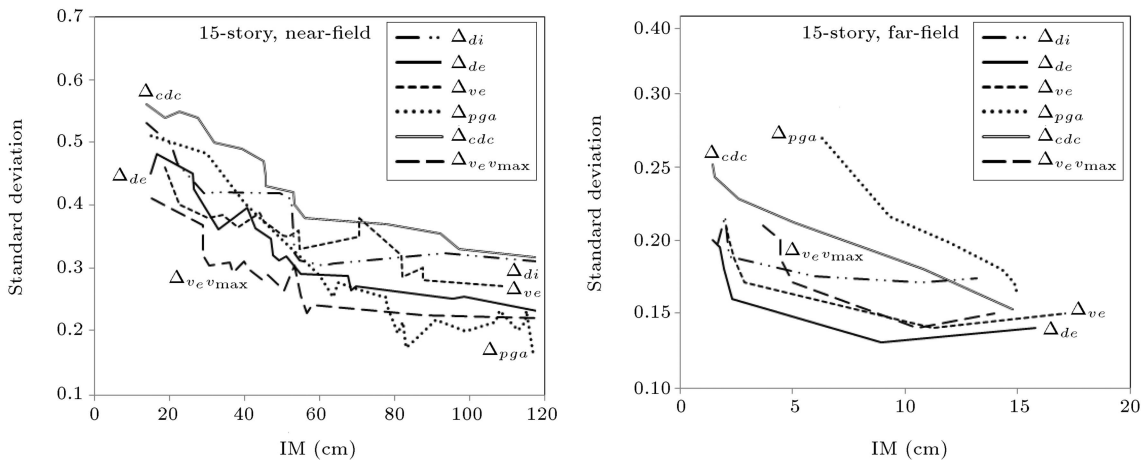 15-story, near-field
Standard deviation
0.7
0.6
0.5
0.4
0.3
0.2
0.1
0 20 40 60 80 100 120
IM (cm)
Δdi
Δde
Δve
Δpga
Δcdc
Δvevmax
Δcdc
Δde
Δvevmax
Δdi
Δve
Δpga
15-story, far-field
Standard deviation
0.40
0.30
0.25
0.20
0.15
0.10
0 5 10 15 20
IM (cm)
Δdi
Δde
Δve
Δpga
Δcdc
Δvevmax
Δpga
Δcdc
Δvevmax
Δve
Δde